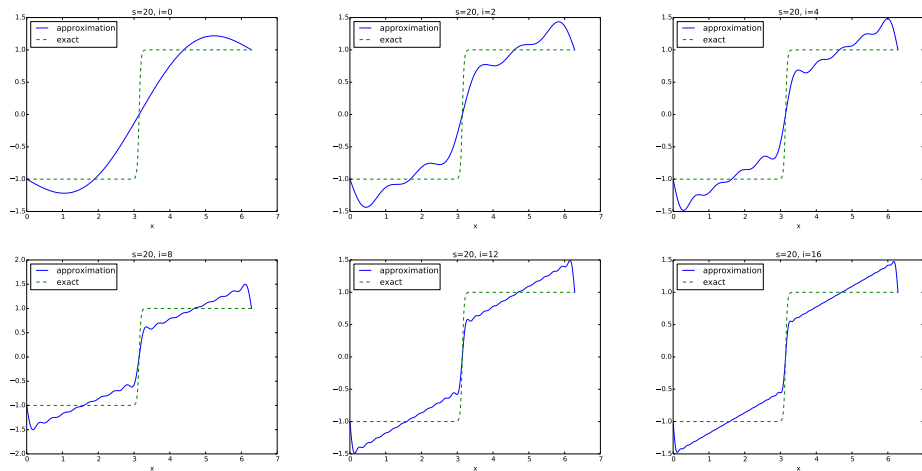 s=20, i=0
approximation
exact
1.5
1.0
0.5
0.0
−0.5
−1.0
−1.5
0 1 2 3 4 5 6 7
x
s=20, i=2
approximation
exact
1.5
1.0
0.5
0.0
−0.5
−1.0
−1.5
0 1 2 3 4 5 6 7
x
s=20, i=4
approximation
exact
1.5
1.0
0.5
0.0
−0.5
−1.0
−1.5
0 1 2 3 4 5 6 7
x
s=20, i=8
approximation
exact
2.0
1.5
1.0
0.5
0.0
−0.5
−1.0
−1.5
−2.0
0 1 2 3 4 5 6 7
x
s=20, i=12
approximation
exact
1.5
1.0
0.5
0.0
−0.5
−1.0
−1.5
0 1 2 3 4 5 6 7
x
s=20, i=16
approximation
exact
1.5
1.0
0.5
0.0
−0.5
−1.0
−1.5
0 1 2 3 4 5 6
x